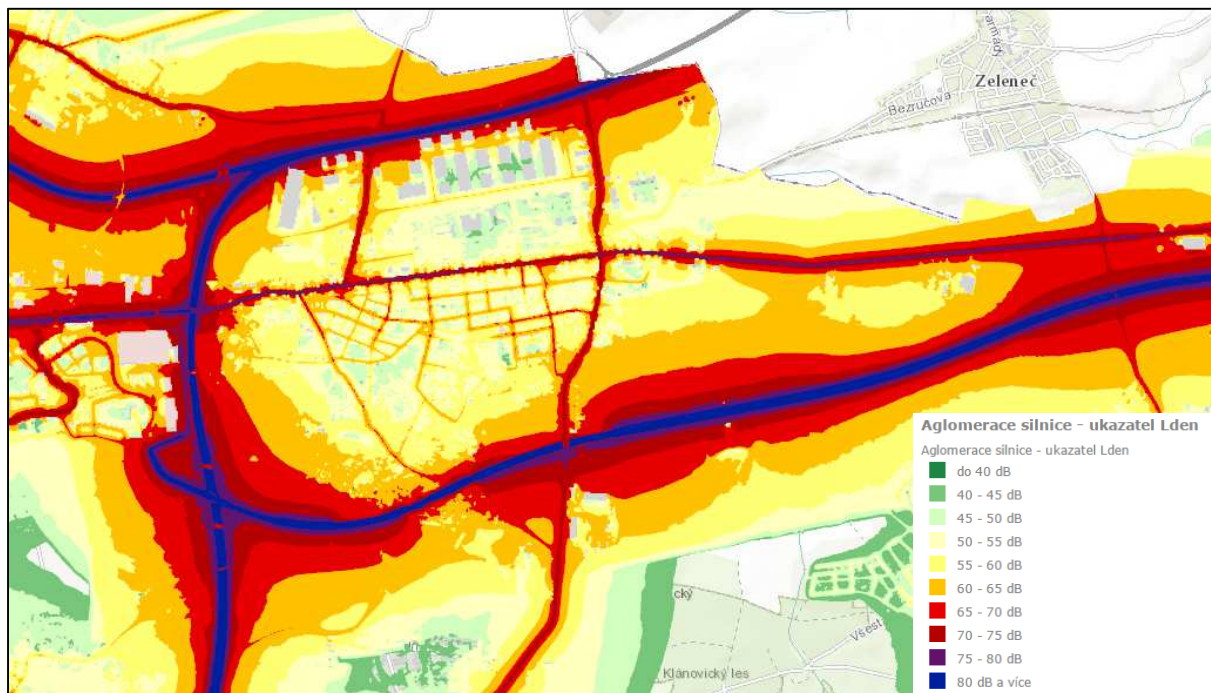 Zeleneč
Bezručova
Aglomerace silnice - ukazatel Lden
Aglomerace silnice - ukazatel Lden
do 40 dB
40 - 45 dB
45 - 50 dB
50 - 55 dB
55 - 60 dB
60 - 65 dB
65 - 70 dB
70 - 75 dB
75 - 80 dB
80 dB a více
cký
Všest
Klánovický les